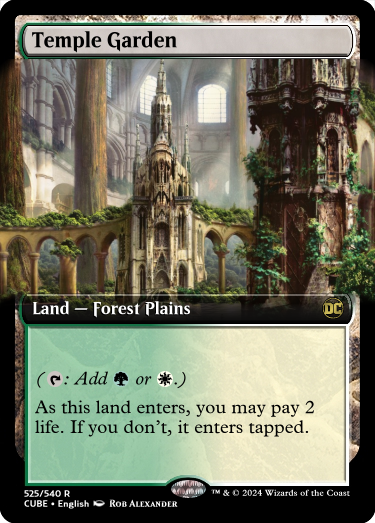 Temple Garden
Land — Forest Plains
DC
(: Add or .)
As this land enters, you may pay 2
life. If you don't, it enters tapped.
525/540 R
CUBE • English Rob Alexander
™ & © 2024 Wizards of the Coast